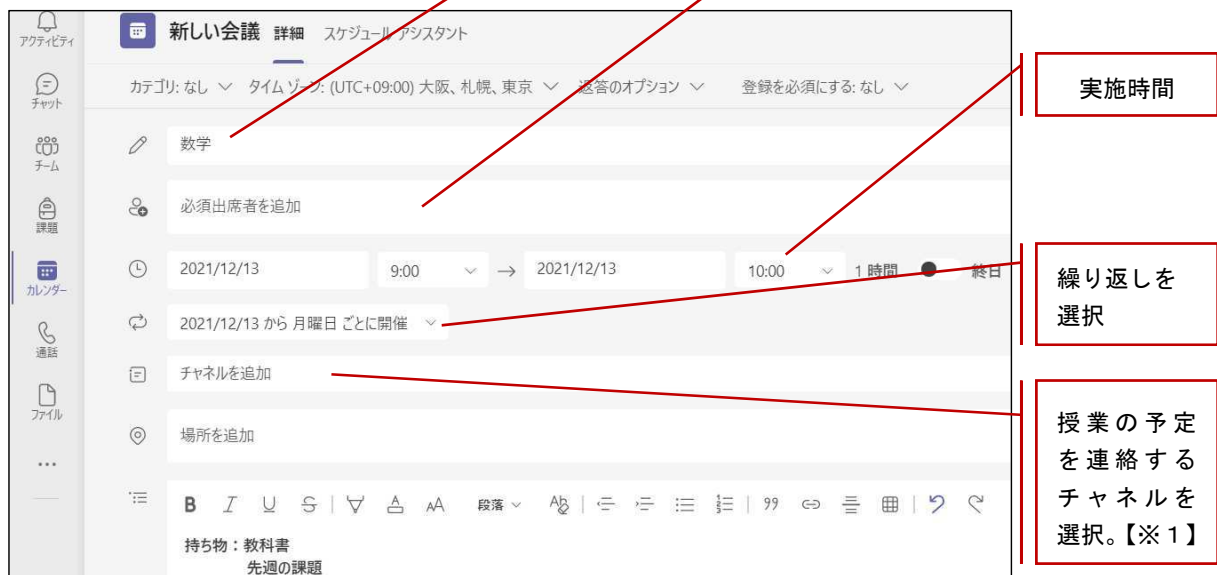 アクティビティ
チャット
チーム
課題
カレンダー
通話
ファイル
…
新しい会議 詳細 スケジュール アシスタント
カテゴリ: なし タイム ゾーン: (UTC+09:00) 大阪、札幌、東京 返答のオプション 登録を必須にする: なし
数学
必須出席者を追加
2021/12/13 9:00 → 2021/12/13 10:00 1 時間 終日
2021/12/13 から 月曜日 ごとに開催
チャネルを追加
場所を追加
B I U S A AA 段落 Ab 99
持ち物：教科書
先週の課題
実施時間
繰り返しを
選択
授業の予定
を連絡する
チャネルを
選択。【※１】